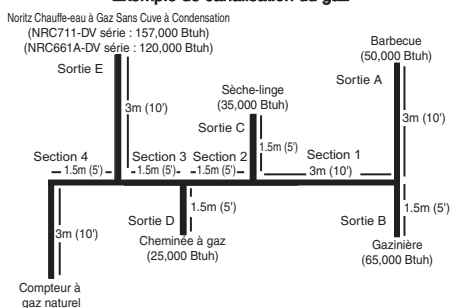 Exemple de canalisation du gaz
Noritz Chauffe-eau à Gaz Sans Cuve à Condensation
(NRC711-DV série : 157,000 Btuh)
(NRC661A-DV série : 120,000 Btuh)
Sortie E
3m (10')
Barbecue
(50,000 Btuh)
Sortie A
3m (10')
Sèche-linge
(35,000 Btuh)
Sortie C
1.5m (5')
Section 4
1.5m (5')
Section 3
1.5m (5')
Section 2
1.5m (5')
Section 1
3m (10')
3m (10')
Compteur à
gaz naturel
Sortie D
1.5m (5')
Cheminée à gaz
(25,000 Btuh)
Sortie B
1.5m (5')
Gazinière
(65,000 Btuh)